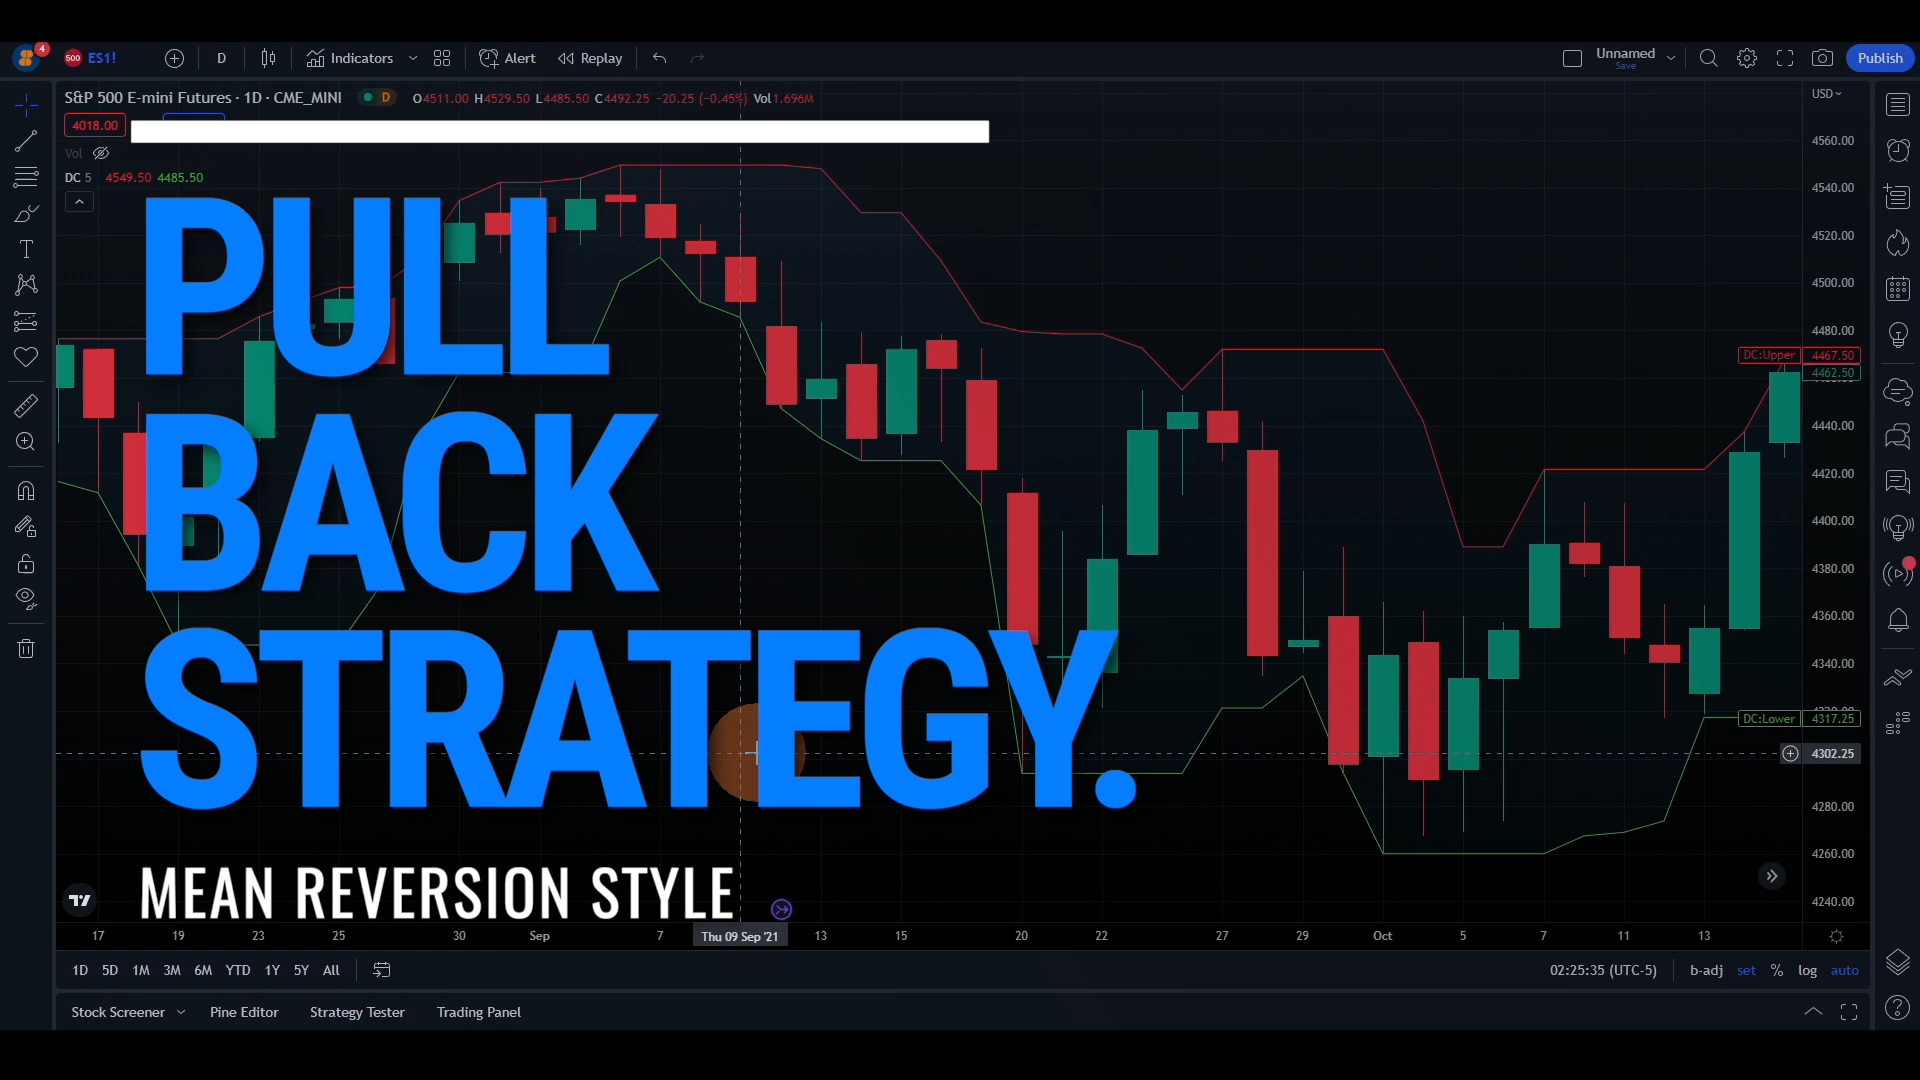 4
500 ES1! D Indicators Alert Replay Unnamed Save Publish
S&P 500 E-mini Futures · 1D · CME_MINI D O4511.00 H4529.50 L4485.50 C4492.25 −20.25 (−0.45%) Vol1.696M
USD
4018.00
Vol
DC 5 4549.50 4485.50
4560.00
4540.00
4520.00
4500.00
4480.00
DC:Upper 4467.50
4462.50
4440.00
4420.00
4400.00
4380.00
4360.00
4340.00
DC:Lower 4317.25
4302.25
4280.00
4260.00
4240.00
PULL
BACK
STRATEGY.
MEAN REVERSION STYLE
17 19 23 25 30 Sep 7 Thu 09 Sep '21 13 15 20 22 27 29 Oct 5 7 11 13
1D 5D 1M 3M 6M YTD 1Y 5Y All 02:25:35 (UTC-5) b-adj set % log auto
Stock Screener Pine Editor Strategy Tester Trading Panel